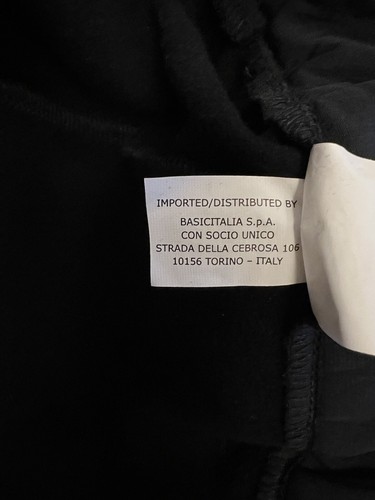 IMPORTED/DISTRIBUTED BY
BASICITALIA S.p.A.
CON SOCIO UNICO
STRADA DELLA CEBROSA 106
10156 TORINO – ITALY